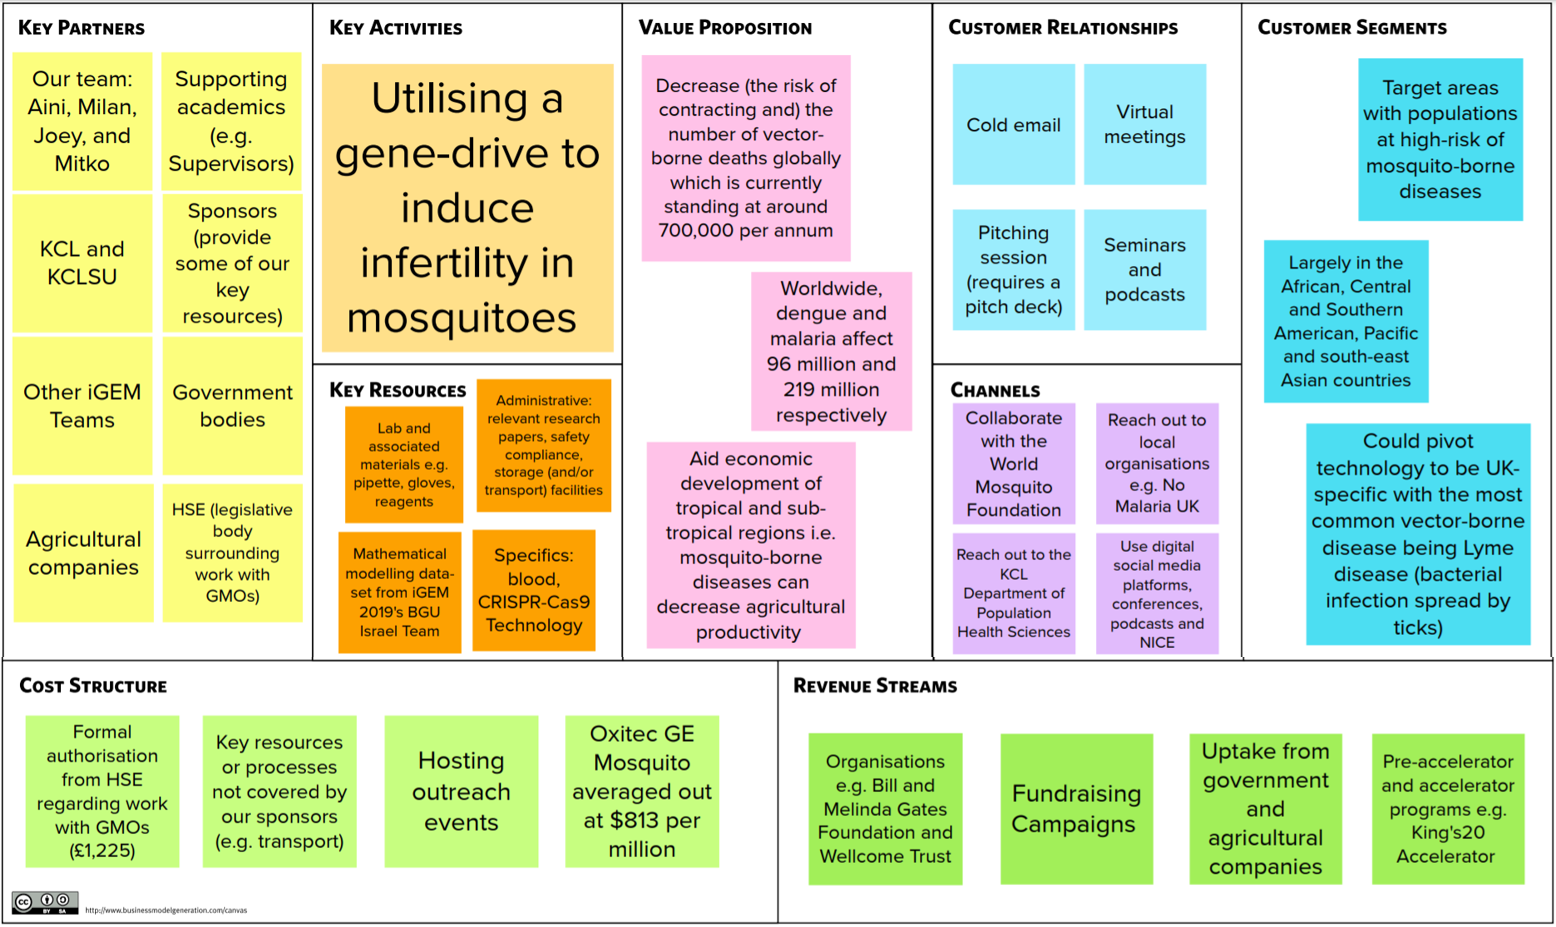 KEY PARTNERS
Our team:
Aini, Milan,
Joey, and
Mitko
Supporting
academics
(e.g.
Supervisors)
KCL and
KCLSU
Sponsors
(provide
some of our
key
resources)
Other iGEM
Teams
Government
bodies
Agricultural
companies
HSE (legislative
body
surrounding
work with
GMOs)
KEY ACTIVITIES
Utilising a
gene-drive to
induce
infertility in
mosquitoes
KEY RESOURCES
Lab and
associated
materials e.g.
pipette, gloves,
reagents
Administrative:
relevant research
papers, safety
compliance,
storage (and/or
transport) facilities
Mathematical
modelling data-
set from iGEM
2019's BGU
Israel Team
Specifics:
blood,
CRISPR-Cas9
Technology
VALUE PROPOSITION
Decrease (the risk of
contracting and) the
number of vector-
borne deaths globally
which is currently
standing at around
700,000 per annum
Worldwide,
dengue and
malaria affect
96 million and
219 million
respectively
Aid economic
development of
tropical and sub-
tropical regions i.e.
mosquito-borne
diseases can
decrease agricultural
productivity
CUSTOMER RELATIONSHIPS
Cold email
Virtual
meetings
Pitching
session
(requires a
pitch deck)
Seminars
and
podcasts
CHANNELS
Collaborate
with the
World
Mosquito
Foundation
Reach out to
local
organisations
e.g. No
Malaria UK
Reach out to the
KCL
Department of
Population
Health Sciences
Use digital
social media
platforms,
conferences,
podcasts and
NICE
CUSTOMER SEGMENTS
Target areas
with populations
at high-risk of
mosquito-borne
diseases
Largely in the
African, Central
and Southern
American, Pacific
and south-east
Asian countries
Could pivot
technology to be UK-
specific with the most
common vector-borne
disease being Lyme
disease (bacterial
infection spread by
ticks)
COST STRUCTURE
Formal
authorisation
from HSE
regarding work
with GMOs
(£1,225)
Key resources
or processes
not covered by
our sponsors
(e.g. transport)
Hosting
outreach
events
Oxitec GE
Mosquito
averaged out
at $813 per
million
REVENUE STREAMS
Organisations
e.g. Bill and
Melinda Gates
Foundation and
Wellcome Trust
Fundraising
Campaigns
Uptake from
government
and
agricultural
companies
Pre-accelerator
and accelerator
programs e.g.
King's20
Accelerator
cc BY SA
http://www.businessmodelgeneration.com/canvas